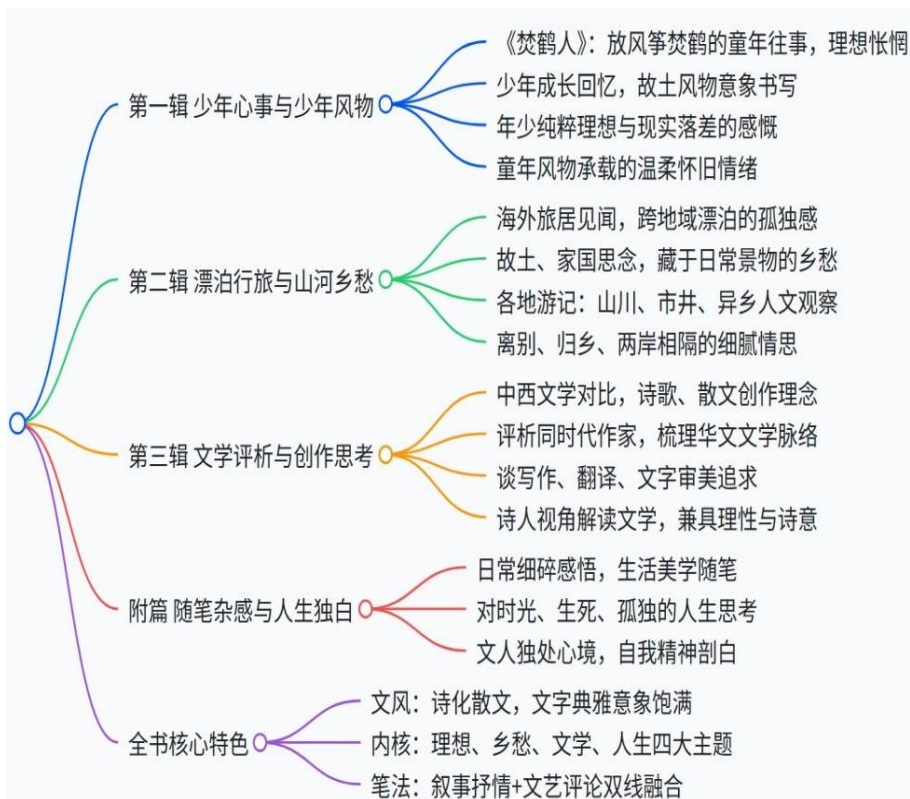 第一辑 少年心事与少年风物
《焚鹤人》：放风筝焚鹤的童年往事，理想怅惘
少年成长回忆，故土风物意象书写
年少纯粹理想与现实落差的感慨
童年风物承载的温柔怀旧情绪
第二辑 漂泊行旅与山河乡愁
海外旅居见闻，跨地域漂泊的孤独感
故土、家国思念，藏于日常景物的乡愁
各地游记：山川、市井、异乡人文观察
离别、归乡、两岸相隔的细腻情思
第三辑 文学评析与创作思考
中西文学对比，诗歌、散文创作理念
评析同时代作家，梳理华文文学脉络
谈写作、翻译、文字审美追求
诗人视角解读文学，兼具理性与诗意
附篇 随笔杂感与人生独白
日常细碎感悟，生活美学随笔
对时光、生死、孤独的人生思考
文人独处心境，自我精神剖白
全书核心特色
文风：诗化散文，文字典雅意象饱满
内核：理想、乡愁、文学、人生四大主题
笔法：叙事抒情+文艺评论双线融合